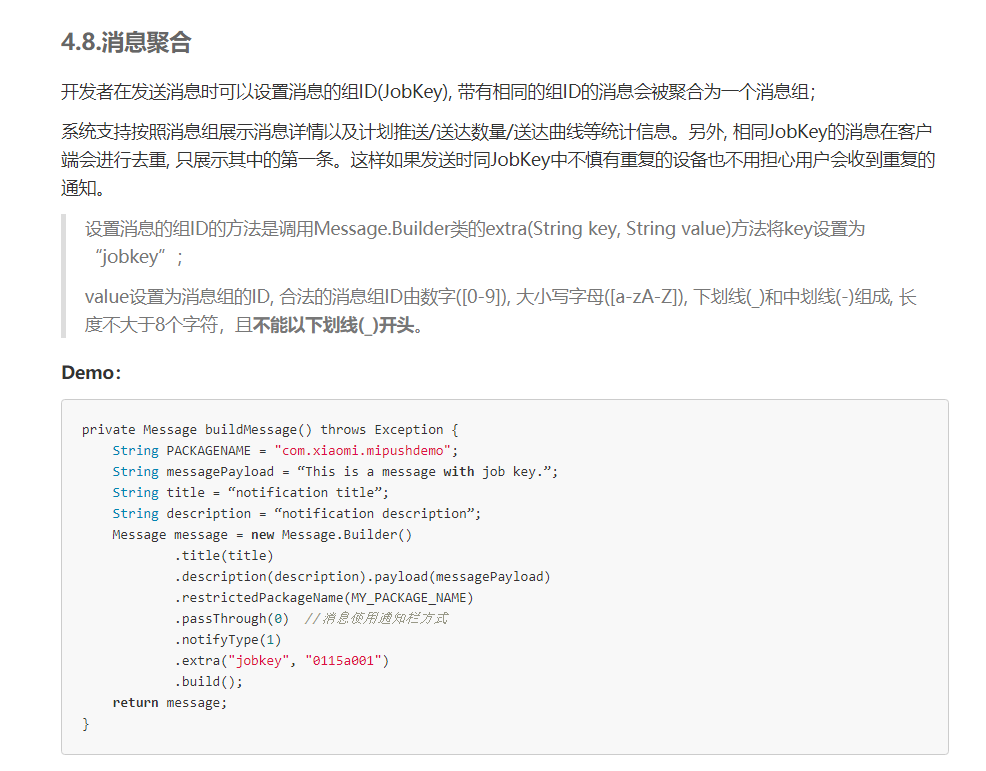 4.8.消息聚合
开发者在发送消息时可以设置消息的组ID(JobKey), 带有相同的组ID的消息会被聚合为一个消息组；
系统支持按照消息组展示消息详情以及计划推送/送达数量/送达曲线等统计信息。另外, 相同JobKey的消息在客户
端会进行去重, 只展示其中的第一条。这样如果发送时同JobKey中不慎有重复的设备也不用担心用户会收到重复的
通知。
设置消息的组ID的方法是调用Message.Builder类的extra(String key, String value)方法将key设置为
“jobkey”；
value设置为消息组的ID, 合法的消息组ID由数字([0-9]), 大小写字母([a-zA-Z]), 下划线(_)和中划线(-)组成, 长
度不大于8个字符，且不能以下划线(_)开头。
Demo：
private Message buildMessage() throws Exception {
    String PACKAGENAME = "com.xiaomi.mipushdemo";
    String messagePayload = “This is a message with job key.”;
    String title = “notification title”;
    String description = “notification description”;
    Message message = new Message.Builder()
            .title(title)
            .description(description).payload(messagePayload)
            .restrictedPackageName(MY_PACKAGE_NAME)
            .passThrough(0)  //消息使用通知栏方式
            .notifyType(1)
            .extra("jobkey", "0115a001")
            .build();
    return message;
}